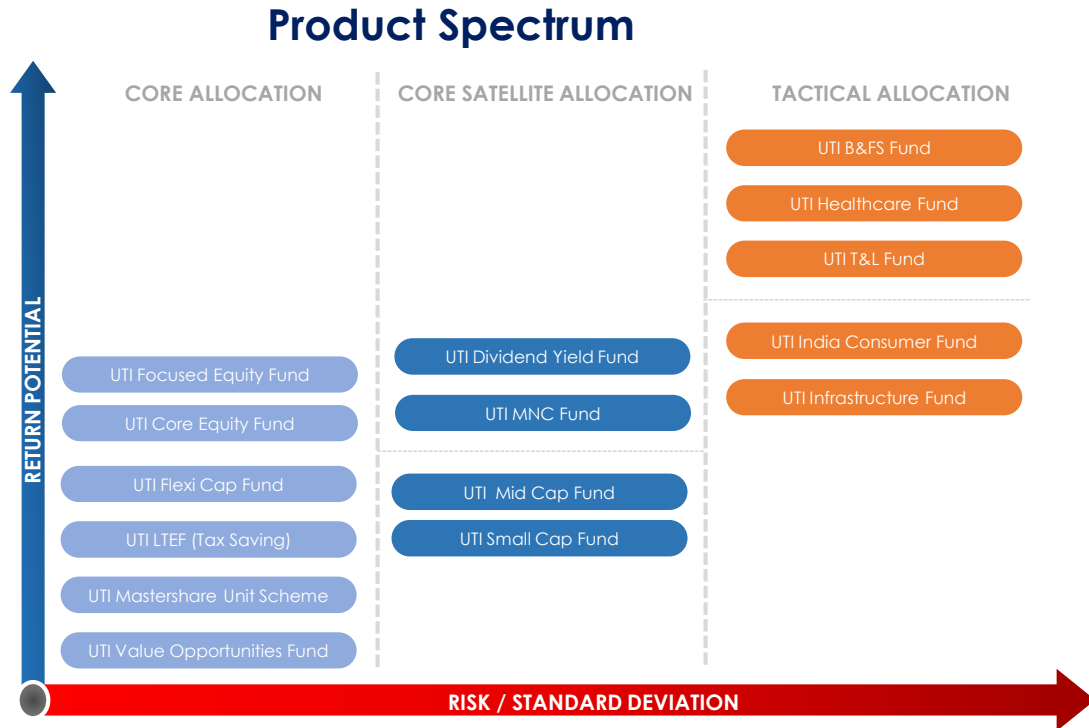 Product Spectrum
CORE ALLOCATION
CORE SATELLITE ALLOCATION
TACTICAL ALLOCATION
RETURN POTENTIAL
UTI Focused Equity Fund
UTI Core Equity Fund
UTI Flexi Cap Fund
UTI LTEF (Tax Saving)
UTI Mastershare Unit Scheme
UTI Value Opportunities Fund
UTI Dividend Yield Fund
UTI MNC Fund
UTI Mid Cap Fund
UTI Small Cap Fund
UTI B&FS Fund
UTI Healthcare Fund
UTI T&L Fund
UTI India Consumer Fund
UTI Infrastructure Fund
RISK / STANDARD DEVIATION